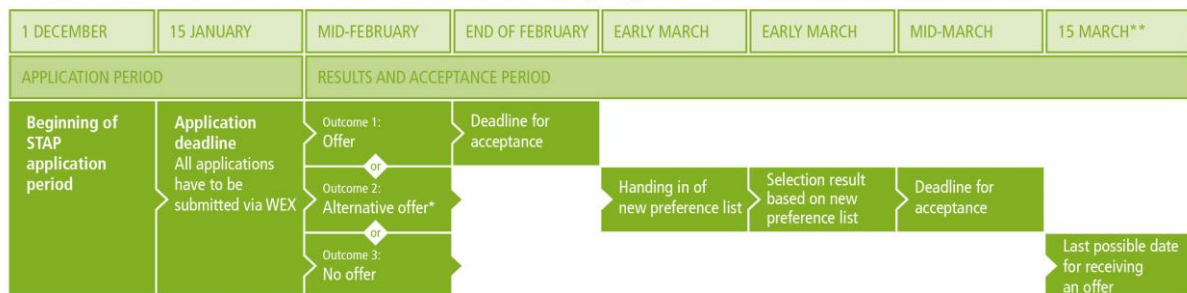 1 DECEMBER
15 JANUARY
MID-FEBRUARY
END OF FEBRUARY
EARLY MARCH
EARLY MARCH
MID-MARCH
15 MARCH**
APPLICATION PERIOD
RESULTS AND ACCEPTANCE PERIOD
Beginning of
STAP
application
period
Application
deadline
All applications
have to be
submitted via WEX
Outcome 1:
Offer
Deadline for
acceptance
or
Outcome 2:
Alternative offer*
Handing in of
new preference list
Selection result
based on new
preference list
Deadline for
acceptance
or
Outcome 3:
No offer
Last possible date
for receiving
an offer